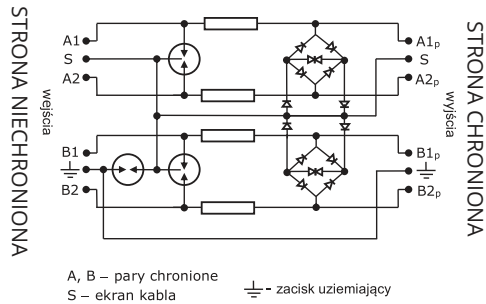 STRONA NIECHRONIONA
wejścia
A1
S
A2
B1
B2
A1p
S
A2p
B1p
B2p
wyjścia
STRONA CHRONIONA
A, B – pary chronione
S – ekran kabla
- zacisk uziemiający